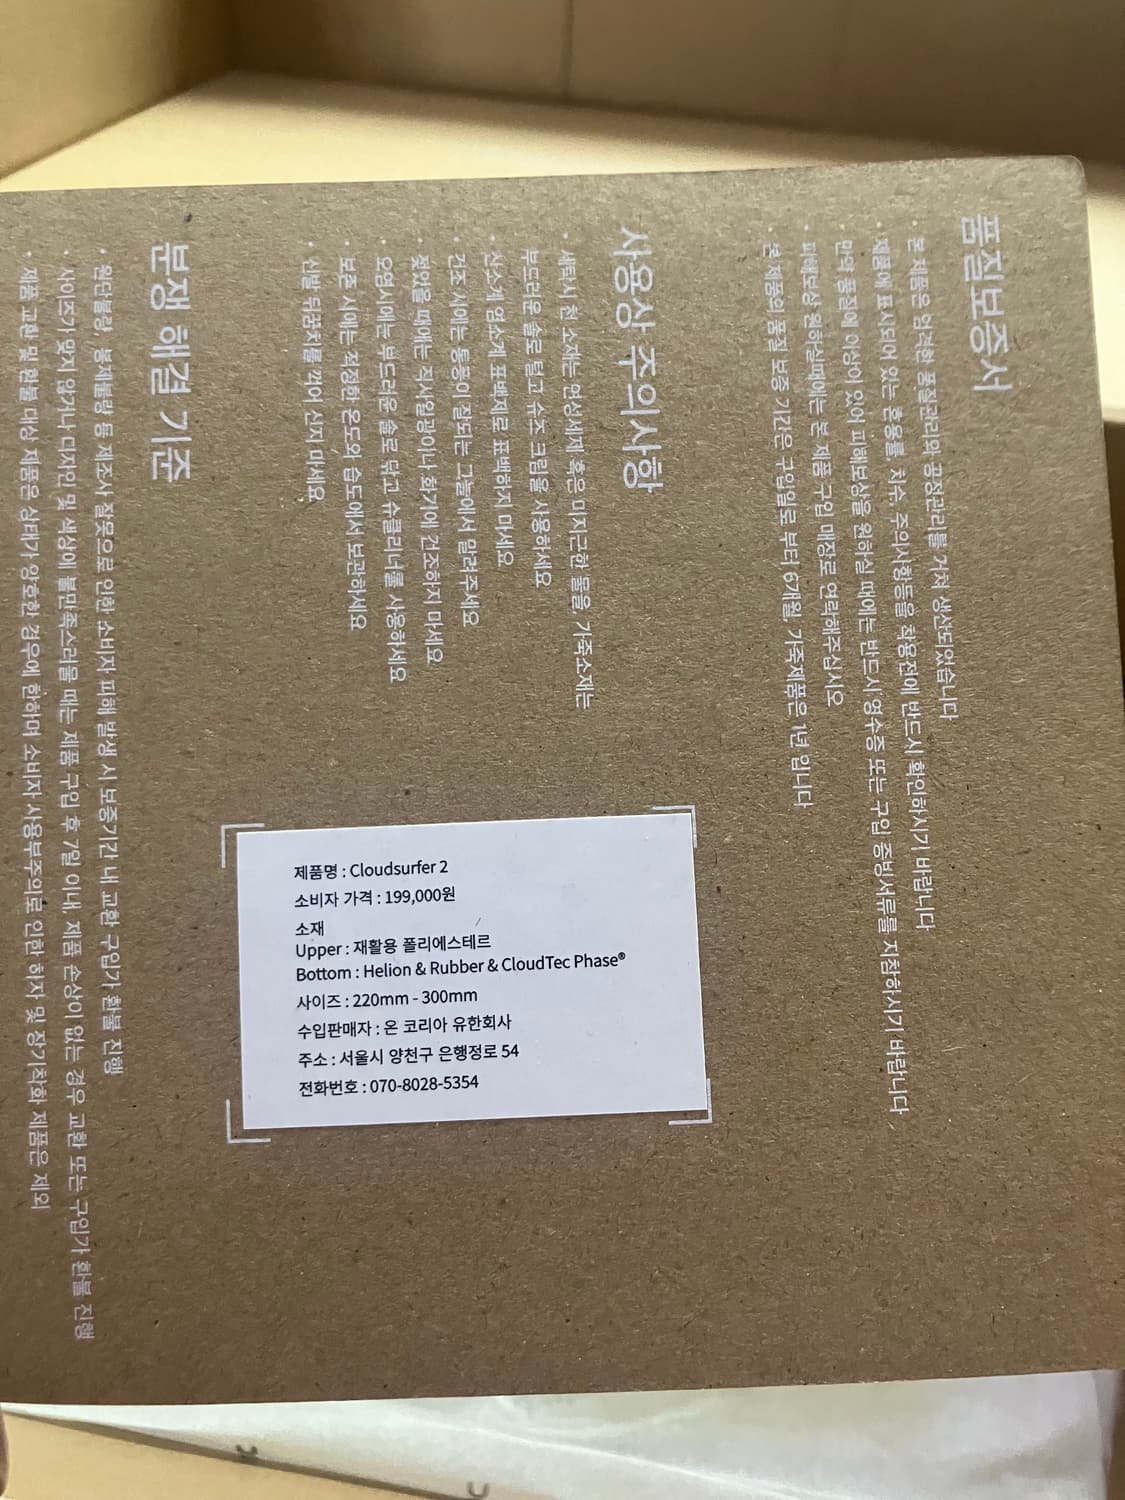 품질보증서
· 본 제품은 엄격한 품질관리와 공정관리를 거쳐 생산되었습니다
· 제품에 표시되어 있는 혼용률, 치수, 주의사항등을 착용전에 반드시 확인하시기 바랍니다
· 만약 품질에 이상이 있어 피해보상을 원하실 때에는 반드시 영수증 또는 구입 증빙서류를 지참하시기 바랍니다
· 피해보상 원하실때에는 본 제품 구입 매장로 연락해주십시오
· 본 제품의 품질 보증 기간은 구입일로 부터 6개월, 가죽제품은 1년 입니다
사용상 주의사항
· 세탁시 천 소재는 연성세제 혹은 미지근한 물을, 가죽소재는
부드러운 솔로 털고 슈즈 크림을 사용하세요
· 산소계 염소계 표백제로 표백하지 마세요
· 건조 시에는 통풍이 잘되는 그늘에서 말려주세요
· 젖었을 때에는 직사일광이나 화기에 건조하지 마세요
· 오염시에는 부드러운 솔로 닦고 슈클리너를 사용하세요
· 보존 시에는 적정한 온도와 습도에서 보관하세요
· 신발 뒤꿈치를 꺾어 신지 마세요
분쟁 해결 기준
· 원단불량, 봉제불량 등 제조사 잘못으로 인한 소비자 피해 발생 시 보증기간 내 교환 구입가 환불 진행
· 사이즈가 맞지 않거나 디자인 및 색상에 불만족스러울 때는 제품 구입 후 7일 이내, 제품 손상이 없는 경우 교환 또는 구입가 환불 진행
· 제품 교환 및 환불 대상 제품은 상태가 양호한 경우에 한하며 소비자 사용부주의로 인한 하자 및 장기착화 제품은 제외
제품명 : Cloudsurfer 2
소비자 가격 : 199,000원
소재
Upper : 재활용 폴리에스테르
Bottom : Helion & Rubber & CloudTec Phase®
사이즈 : 220mm - 300mm
수입판매자 : 온 코리아 유한회사
주소 : 서울시 양천구 은행정로 54
전화번호 : 070-8028-5354